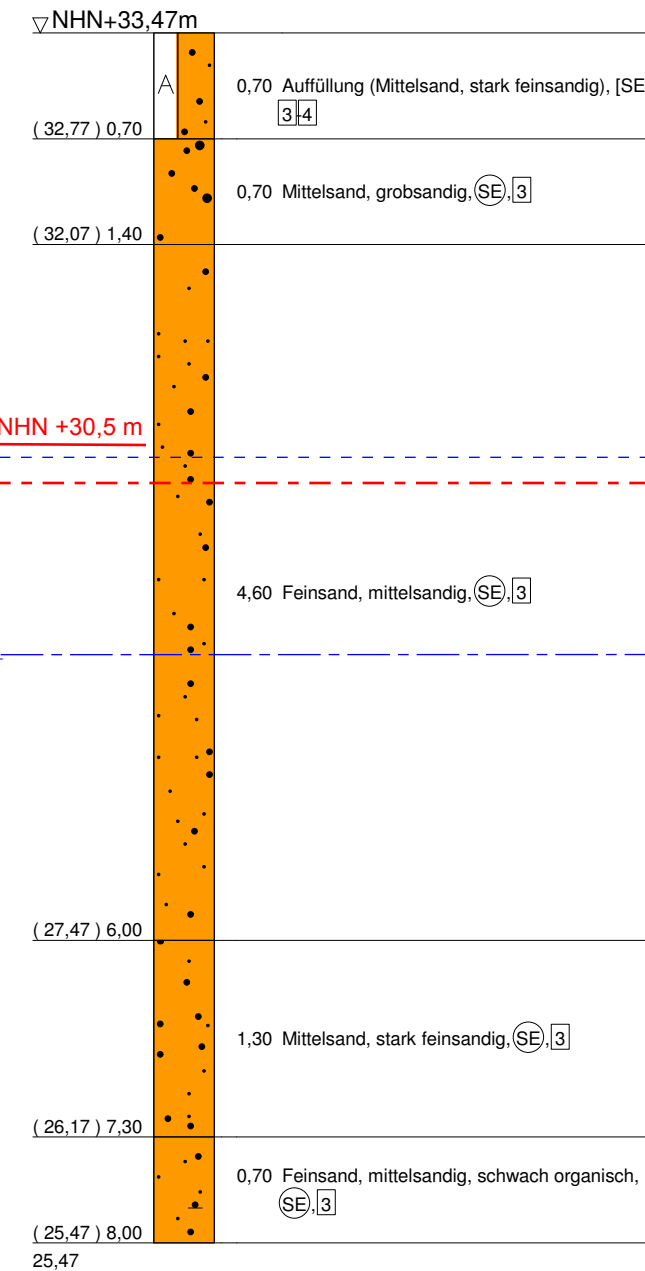 ▽ NHN+33,47m
A
0,70 Auffüllung (Mittelsand, stark feinsandig), [SE
3-4
( 32,77 ) 0,70
0,70 Mittelsand, grobsandig, SE, 3
( 32,07 ) 1,40
NHN +30,5 m
4,60 Feinsand, mittelsandig, SE, 3
( 27,47 ) 6,00
1,30 Mittelsand, stark feinsandig, SE, 3
( 26,17 ) 7,30
0,70 Feinsand, mittelsandig, schwach organisch,
SE, 3
( 25,47 ) 8,00
25,47